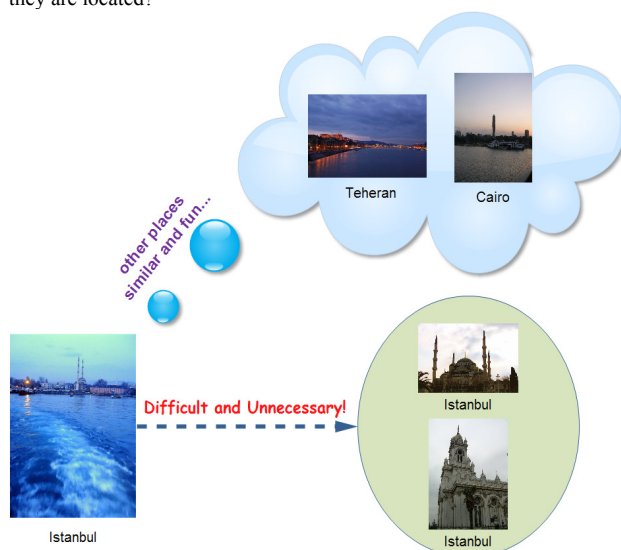 they are located?
Teheran
Cairo
other places
similar and fun...
Istanbul
Difficult and Unnecessary!
Istanbul
Istanbul